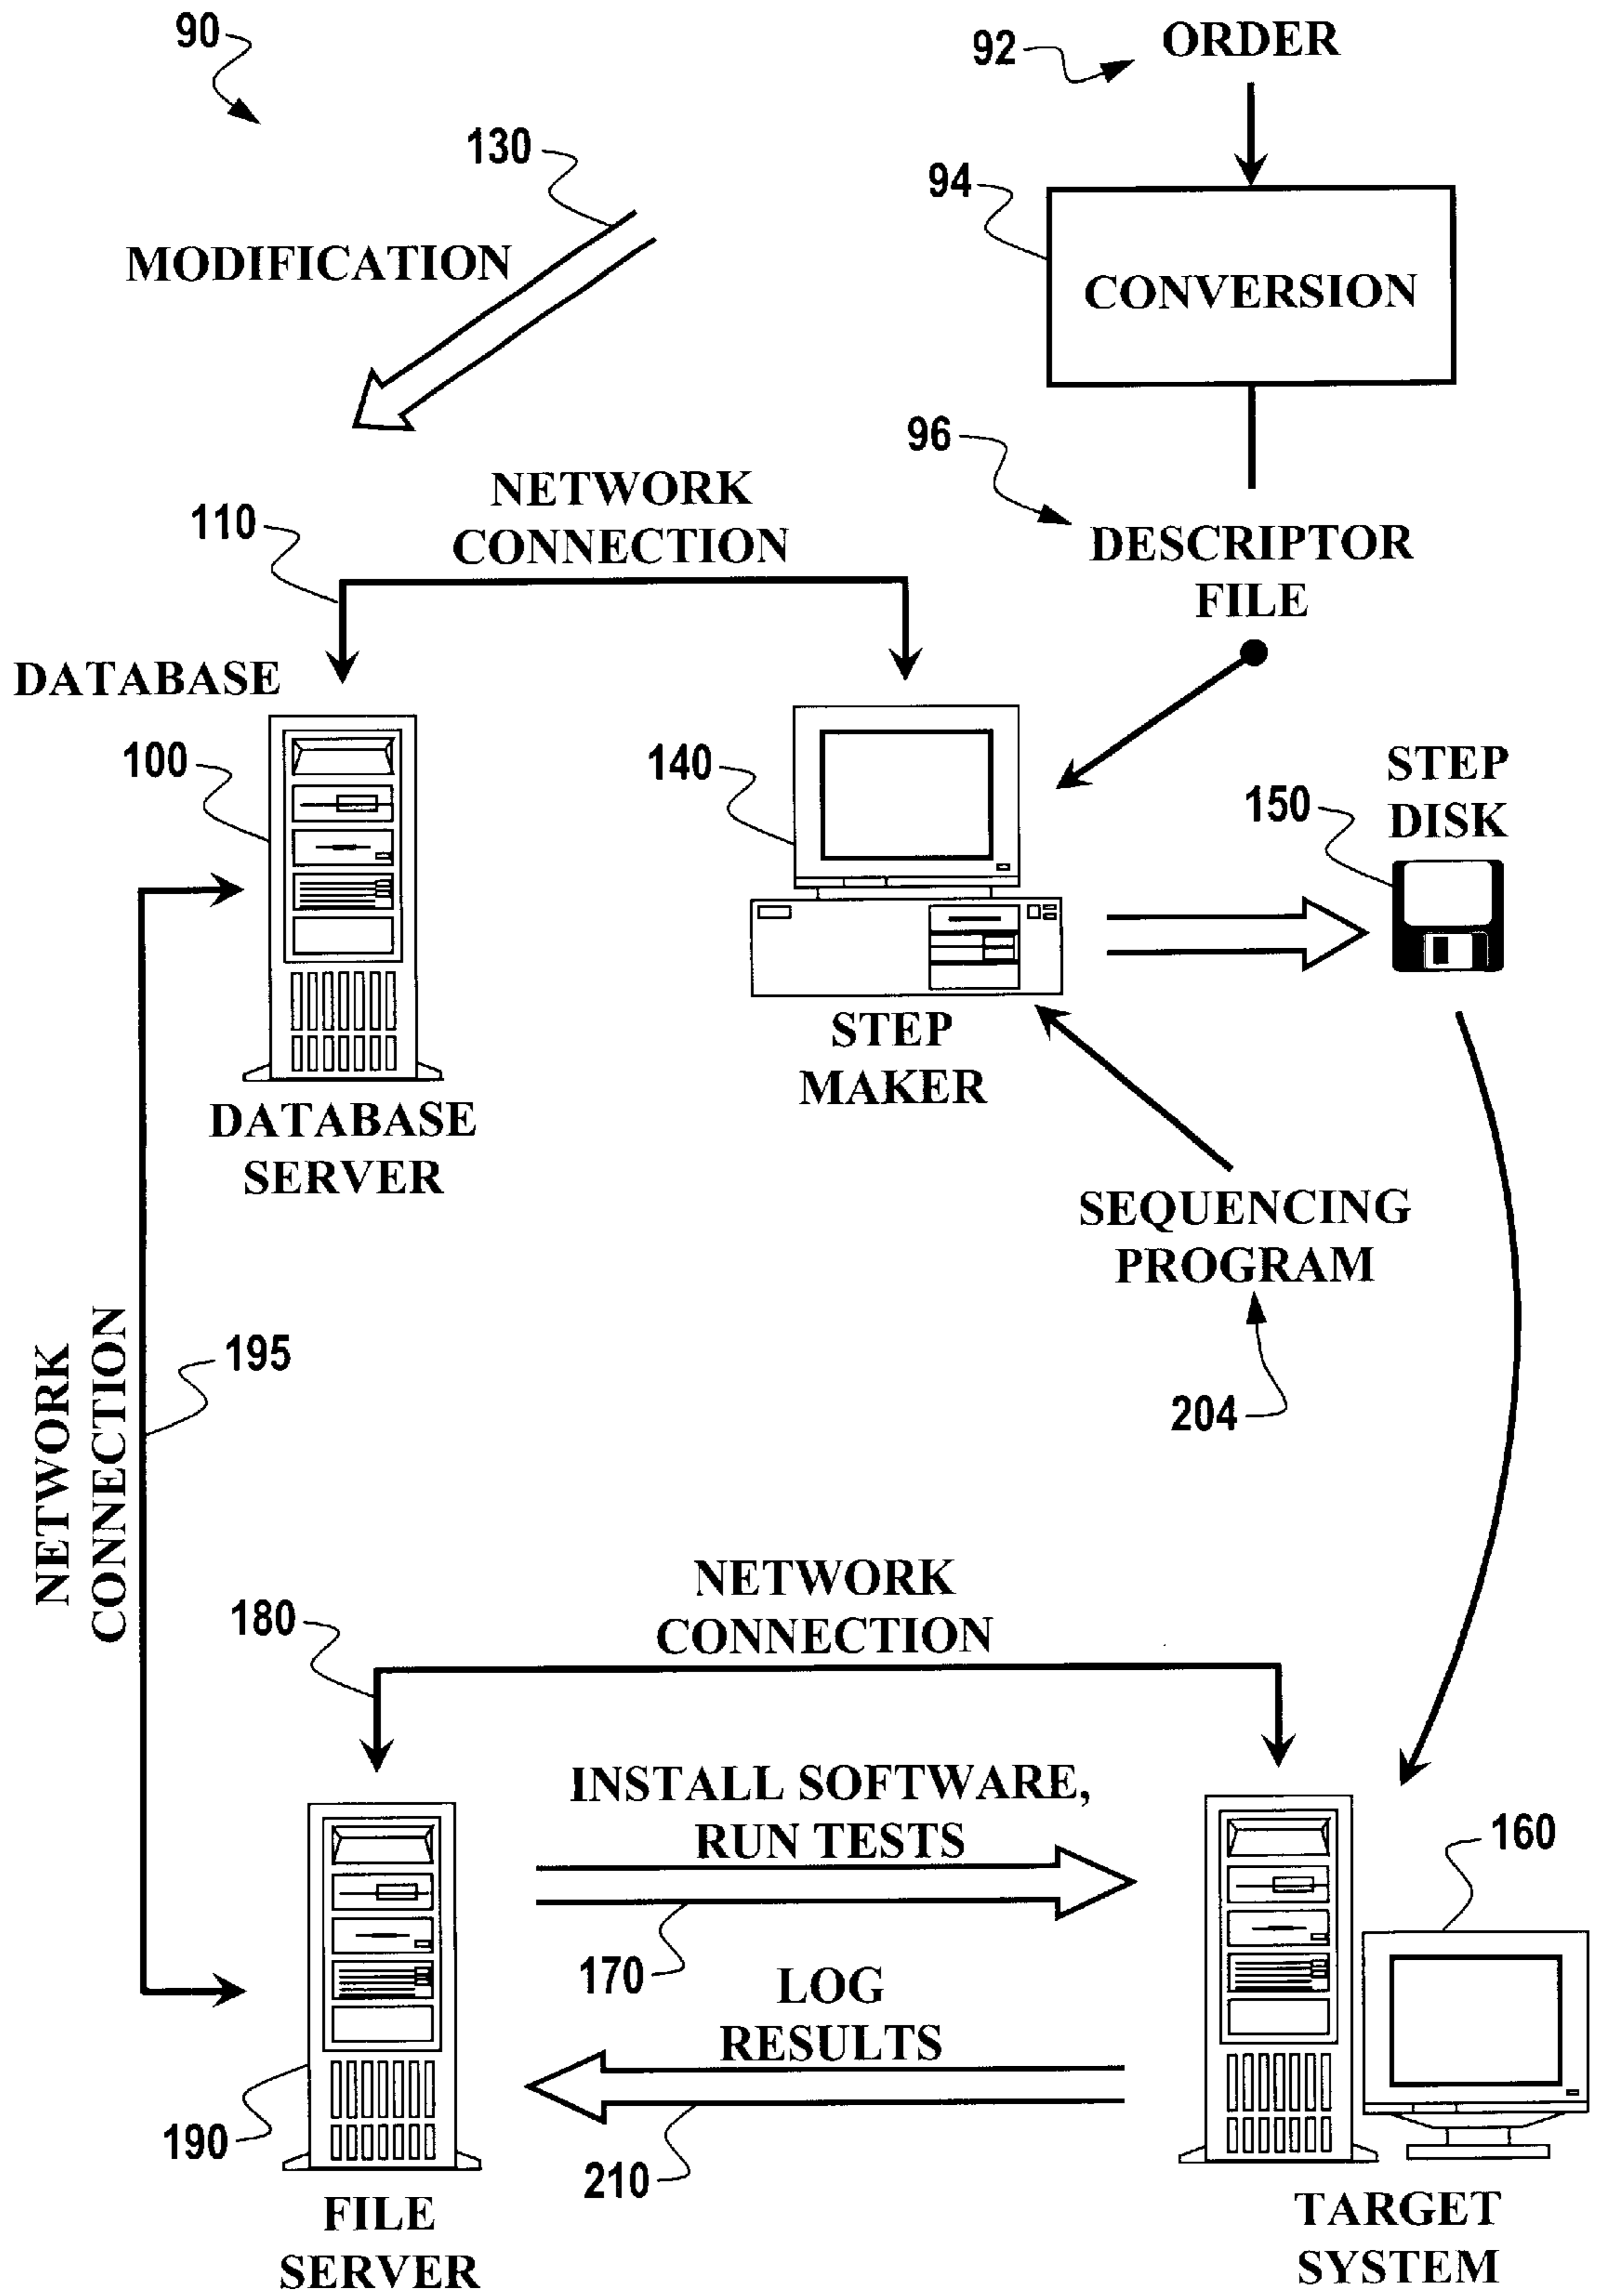 90
92
ORDER
130
94
MODIFICATION
CONVERSION
96
NETWORK
CONNECTION
110
DESCRIPTOR
FILE
DATABASE
100
140
STEP
DISK
150
STEP
MAKER
DATABASE
SERVER
SEQUENCING
PROGRAM
204
NETWORK
CONNECTION
195
NETWORK
CONNECTION
180
INSTALL SOFTWARE,
RUN TESTS
160
170
LOG
RESULTS
190
210
FILE
SERVER
TARGET
SYSTEM